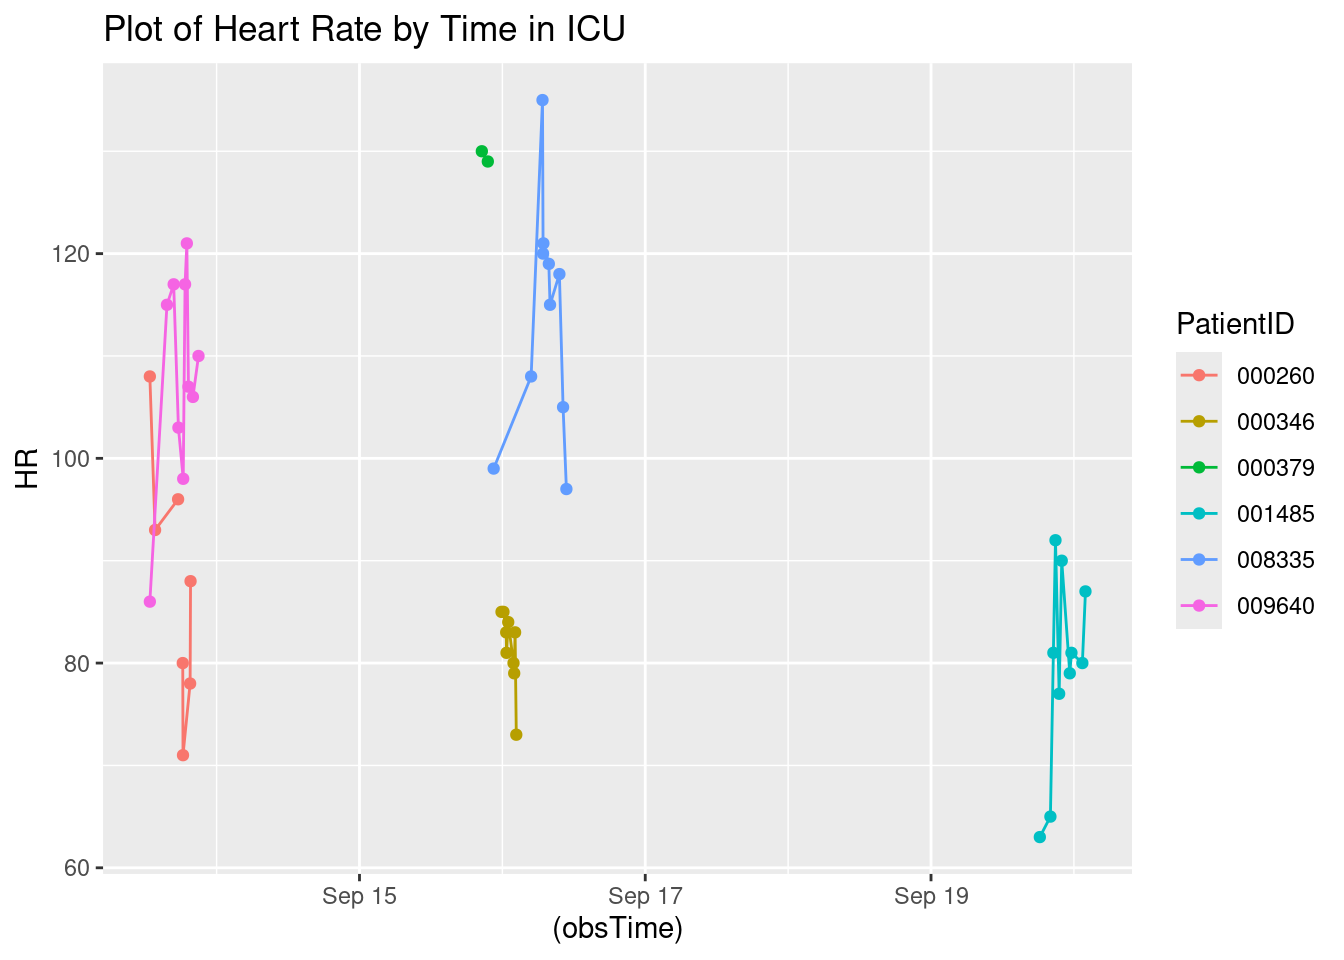 Plot of Heart Rate by Time in ICU
HR
120
100
80
60
Sep 15
Sep 17
Sep 19
(obsTime)
PatientID
000260
000346
000379
001485
008335
009640